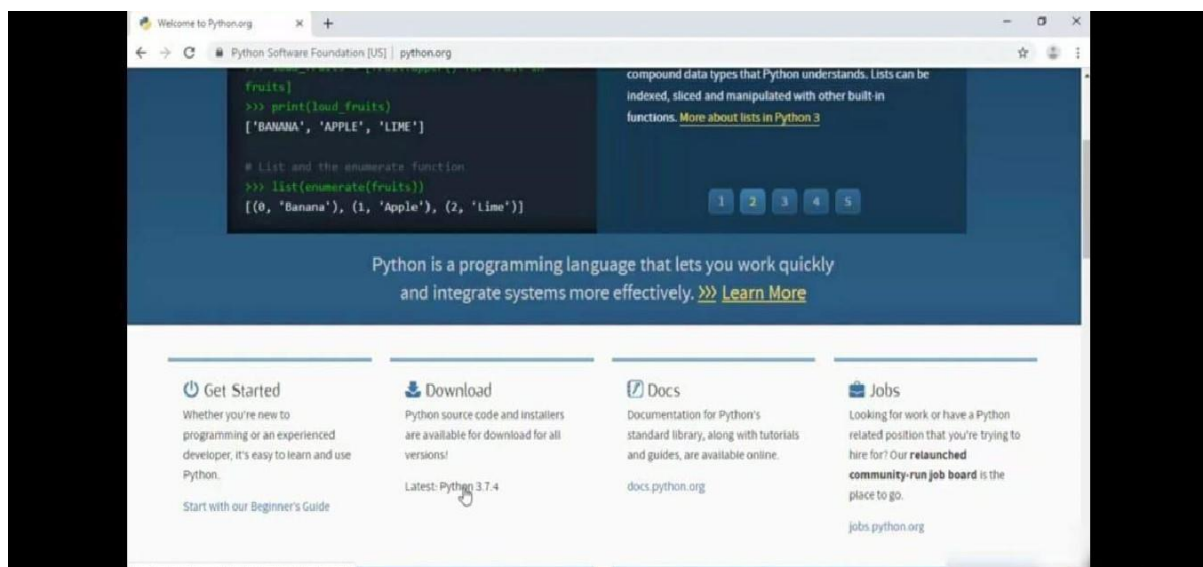 Welcome to Python.org
Python Software Foundation [US] | python.org
fruits]
>>> print(loud_fruits)
['BANANA', 'APPLE', 'LIME']
# List and the enumerate function
>>> list(enumerate(fruits))
[(0, 'Banana'), (1, 'Apple'), (2, 'Lime')]
compound data types that Python understands. Lists can be
indexed, sliced and manipulated with other built-in
functions. More about lists in Python 3
1 2 3 4 5
Python is a programming language that lets you work quickly
and integrate systems more effectively. >>> Learn More
Get Started
Whether you're new to
programming or an experienced
developer, it's easy to learn and use
Python.
Start with our Beginner's Guide
Download
Python source code and installers
are available for download for all
versions!
Latest: Python 3.7.4
Docs
Documentation for Python's
standard library, along with tutorials
and guides, are available online.
docs.python.org
Jobs
Looking for work or have a Python
related position that you're trying to
hire for? Our relaunched
community-run job board is the
place to go.
jobs.python.org